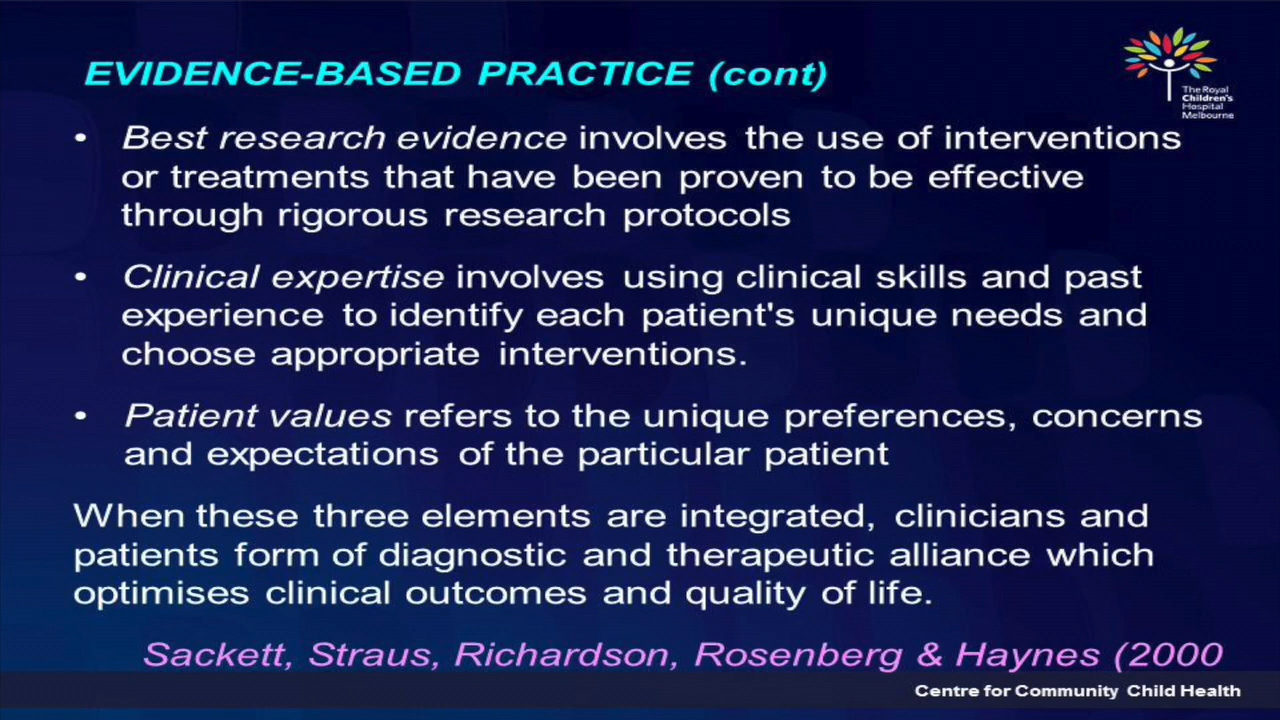 EVIDENCE-BASED PRACTICE (cont)
The Royal
Children's
Hospital
Melbourne
• Best research evidence involves the use of interventions
or treatments that have been proven to be effective
through rigorous research protocols
• Clinical expertise involves using clinical skills and past
experience to identify each patient's unique needs and
choose appropriate interventions.
• Patient values refers to the unique preferences, concerns
and expectations of the particular patient
When these three elements are integrated, clinicians and
patients form of diagnostic and therapeutic alliance which
optimises clinical outcomes and quality of life.
Sackett, Straus, Richardson, Rosenberg & Haynes (2000
Centre for Community Child Health